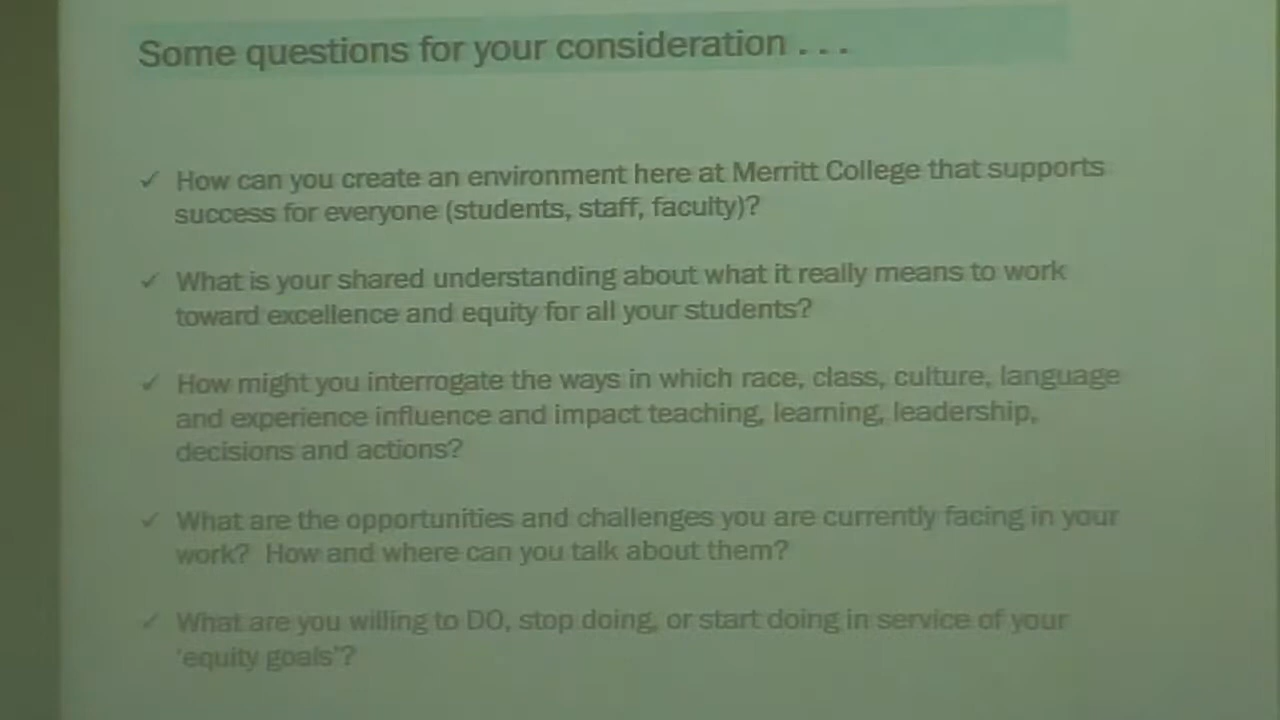 Some questions for your consideration . . .
✓ How can you create an environment here at Merritt College that supports
success for everyone (students, staff, faculty)?
✓ What is your shared understanding about what it really means to work
toward excellence and equity for all your students?
✓ How might you interrogate the ways in which race, class, culture, language
and experience influence and impact teaching, learning, leadership,
decisions and actions?
✓ What are the opportunities and challenges you are currently facing in your
work? How and where can you talk about them?
✓ What are you willing to DO, stop doing, or start doing in service of your
'equity goals'?